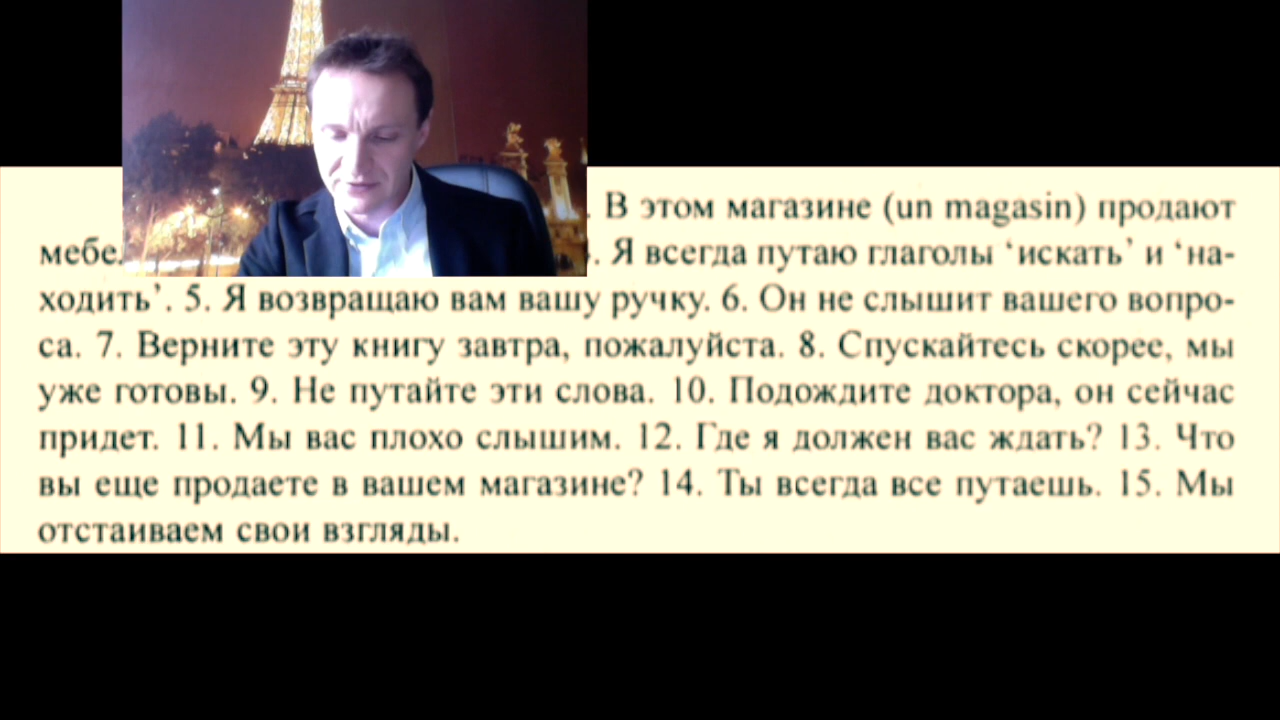 . В этом магазине (un magasin) продают
. Я всегда путаю глаголы ‘искать’ и ‘на-
ходить’. 5. Я возвращаю вам вашу ручку. 6. Он не слышит вашего вопро-
са. 7. Верните эту книгу завтра, пожалуйста. 8. Спускайтесь скорее, мы
уже готовы. 9. Не путайте эти слова. 10. Подождите доктора, он сейчас
придет. 11. Мы вас плохо слышим. 12. Где я должен вас ждать? 13. Что
вы еще продаете в вашем магазине? 14. Ты всегда все путаешь. 15. Мы
отстаиваем свои взгляды.